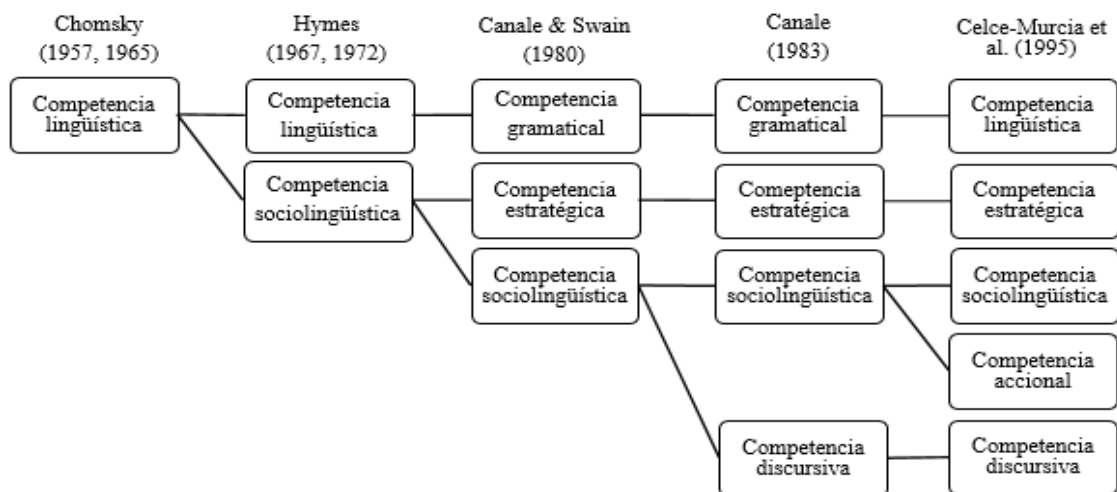 Chomsky
(1957, 1965)
Hymes
(1967, 1972)
Canale & Swain
(1980)
Canale
(1983)
Celce-Murcia et
al. (1995)
Competencia
lingüística
Competencia
lingüística
Competencia
gramatical
Competencia
gramatical
Competencia
lingüística
Competencia
sociolingüística
Competencia
estratégica
Comeptencia
estratégica
Competencia
estratégica
Competencia
sociolingüística
Competencia
sociolingüística
Competencia
sociolingüística
Competencia
accional
Competencia
discursiva
Competencia
discursiva